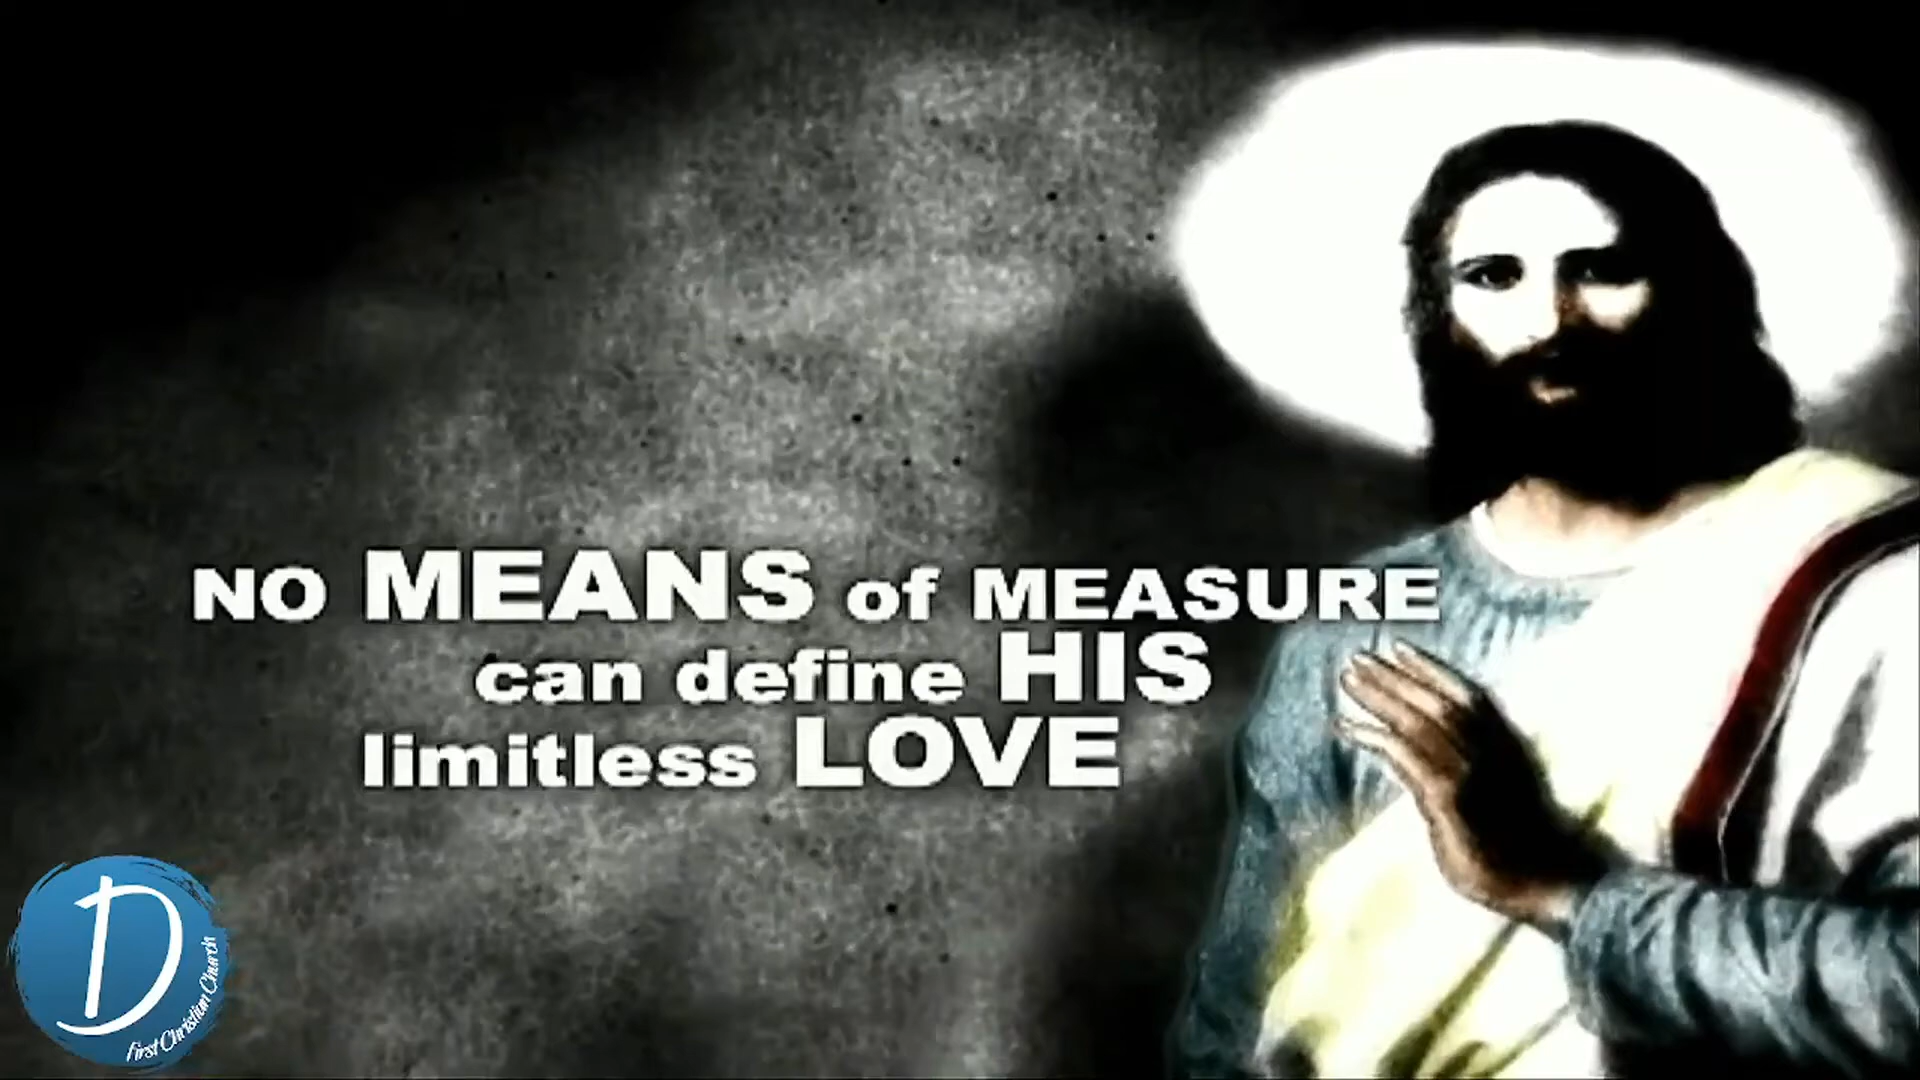 NO MEANS of MEASURE
can define HIS
limitless LOVE
D
First Christian Church